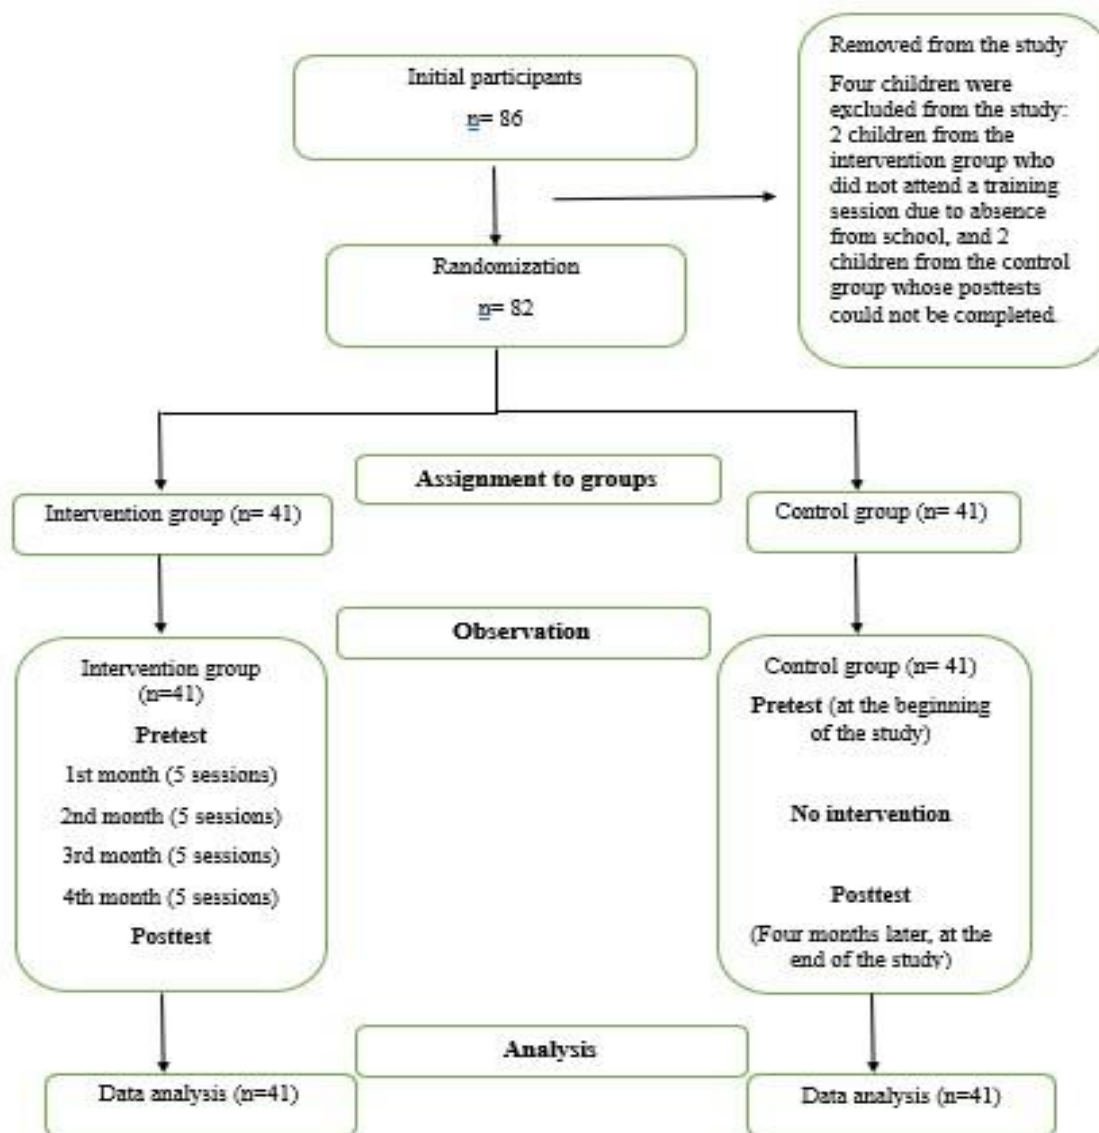 Initial participants
n= 86
Removed from the study
Four children were
excluded from the study:
2 children from the
intervention group who
did not attend a training
session due to absence
from school, and 2
children from the control
group whose posttests
could not be completed.
Randomization
n= 82
Assignment to groups
Intervention group (n= 41)
Control group (n= 41)
Observation
Intervention group
(n=41)
Pretest
1st month (5 sessions)
2nd month (5 sessions)
3rd month (5 sessions)
4th month (5 sessions)
Posttest
Control group (n= 41)
Pretest (at the beginning
of the study)
No intervention
Posttest
(Four months later, at the
end of the study)
Analysis
Data analysis (n=41)
Data analysis (n=41)